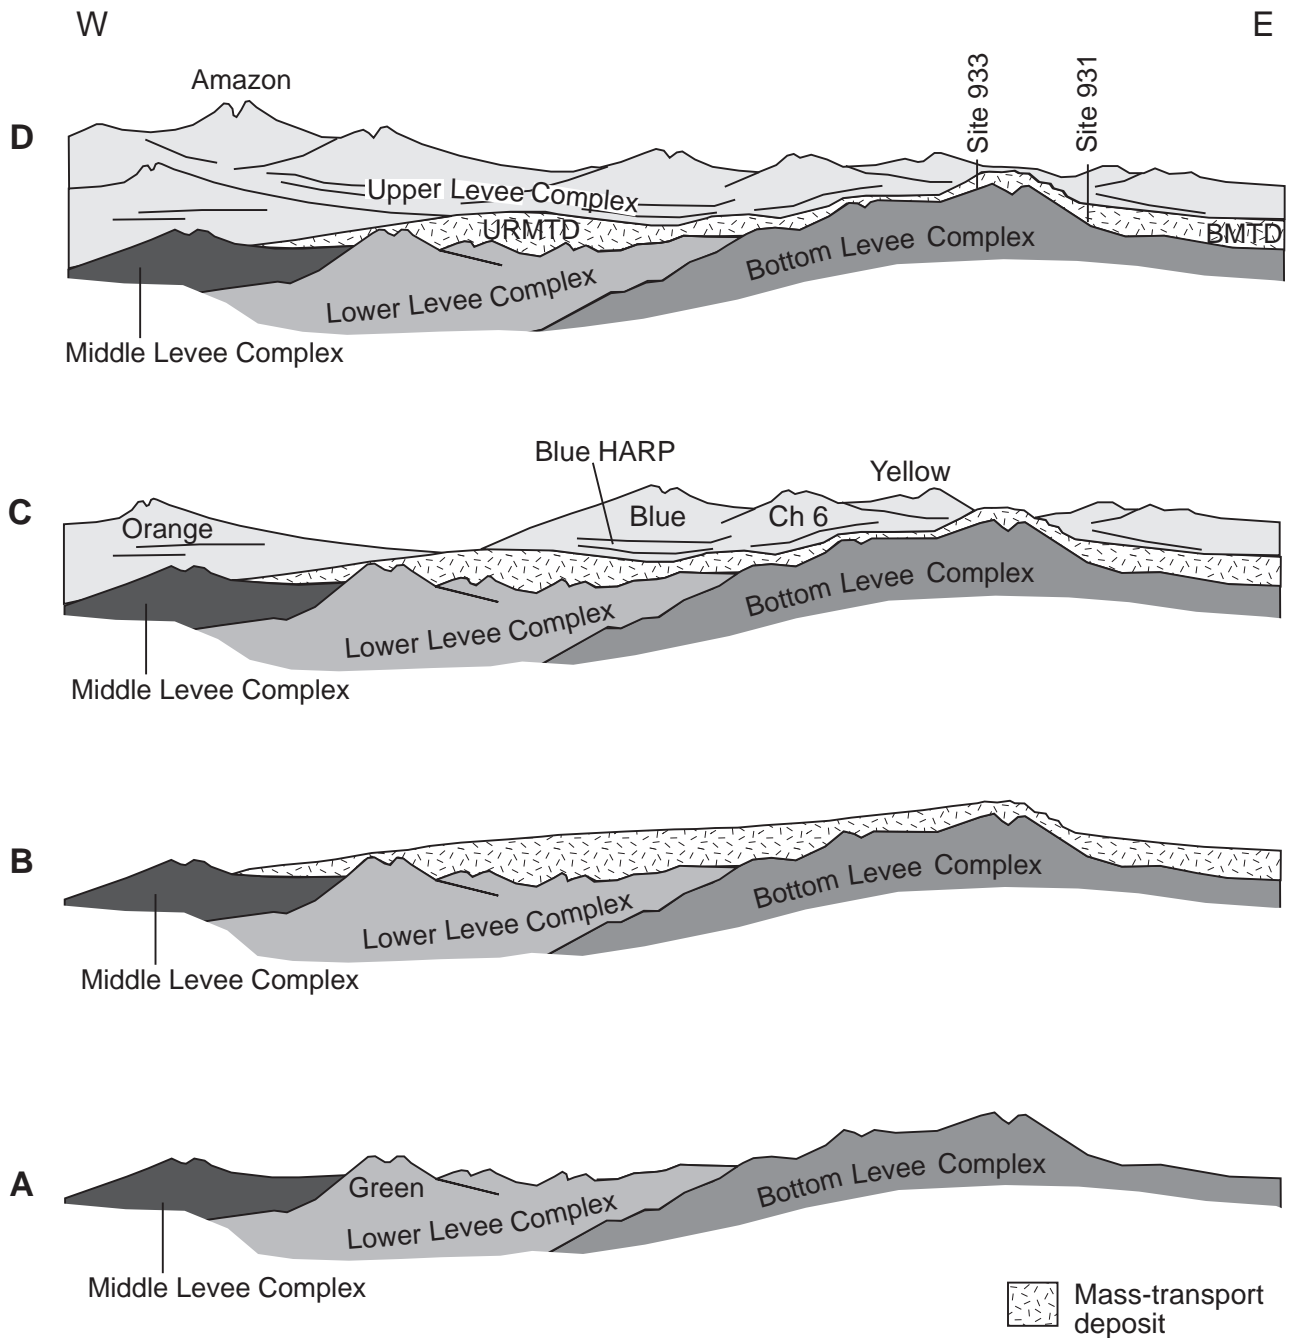 W
E
Amazon
Site 933
Site 931
D
Upper Levee Complex
URMTD
BMTD
Bottom Levee Complex
Lower Levee Complex
Middle Levee Complex
Blue HARP
Yellow
C
Orange
Blue
Ch 6
Bottom Levee Complex
Lower Levee Complex
Middle Levee Complex
B
Bottom Levee Complex
Lower Levee Complex
Middle Levee Complex
A
Green
Bottom Levee Complex
Lower Levee Complex
Middle Levee Complex
Mass-transport
deposit